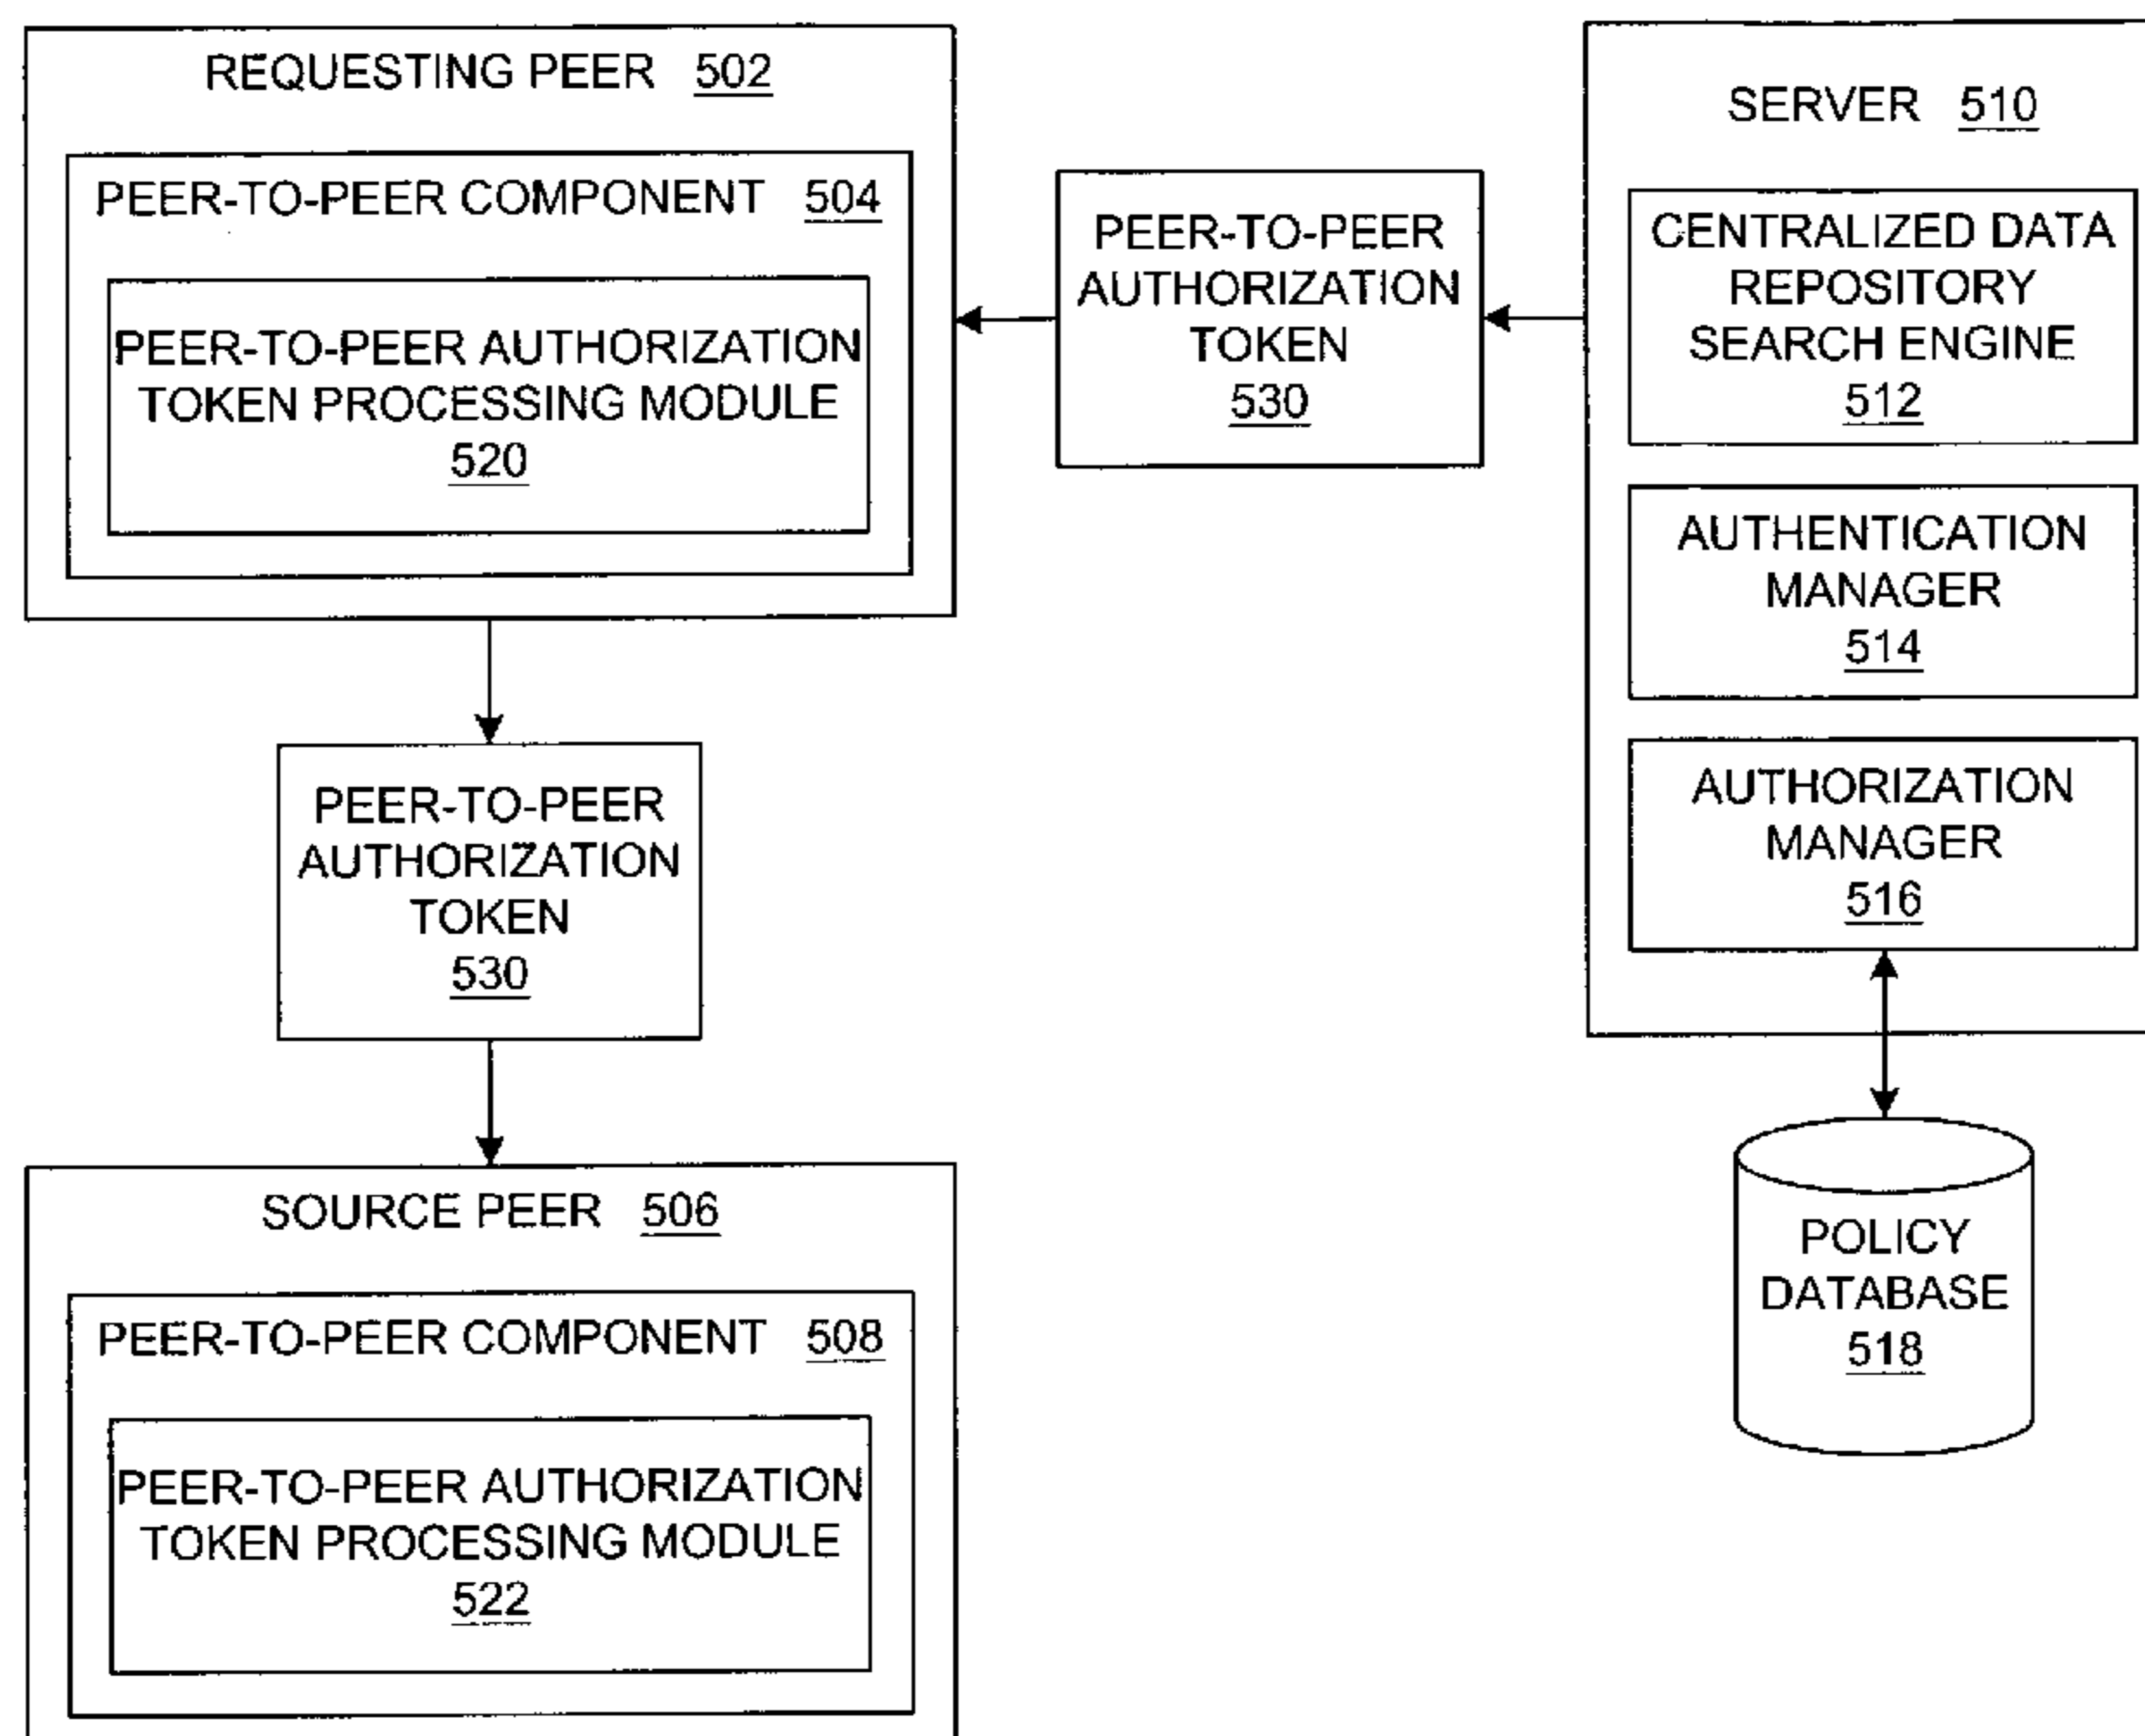 REQUESTING PEER 502
PEER-TO-PEER COMPONENT 504
PEER-TO-PEER AUTHORIZATION
TOKEN PROCESSING MODULE
520
PEER-TO-PEER
AUTHORIZATION
TOKEN
530
SERVER 510
CENTRALIZED DATA
REPOSITORY
SEARCH ENGINE
512
AUTHENTICATION
MANAGER
514
AUTHORIZATION
MANAGER
516
PEER-TO-PEER
AUTHORIZATION
TOKEN
530
SOURCE PEER 506
PEER-TO-PEER COMPONENT 508
PEER-TO-PEER AUTHORIZATION
TOKEN PROCESSING MODULE
522
POLICY
DATABASE
518